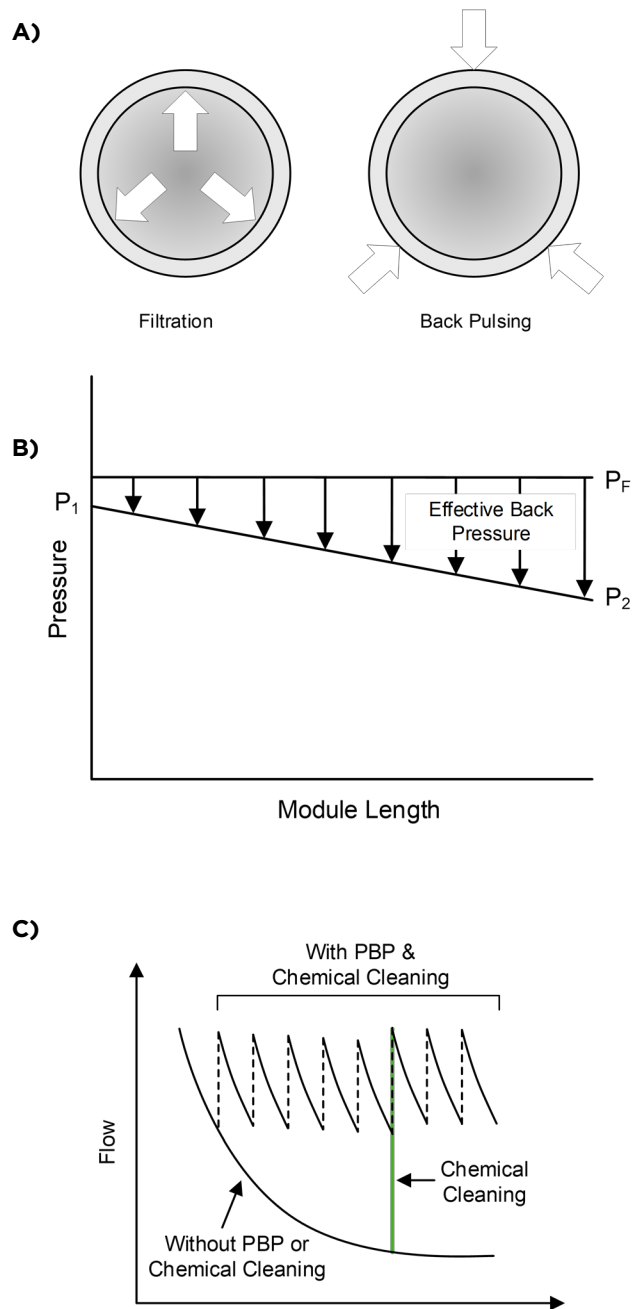 A)
Filtration
Back Pulsing
B)
P1
PF
Effective Back
Pressure
P2
Pressure
Module Length
C)
With PBP &
Chemical Cleaning
Flow
Chemical
Cleaning
Without PBP or
Chemical Cleaning